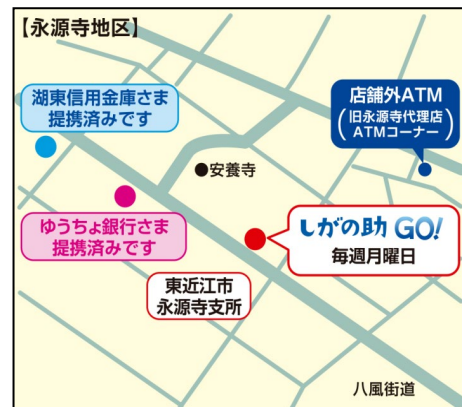 【永源寺地区】
湖東信用金庫さま
提携済みです
店舗外ATM
(旧永源寺代理店
ATMコーナー)
●安養寺
ゆうちょ銀行さま
提携済みです
しがの助 GO!
毎週月曜日
東近江市
永源寺支所
八風街道